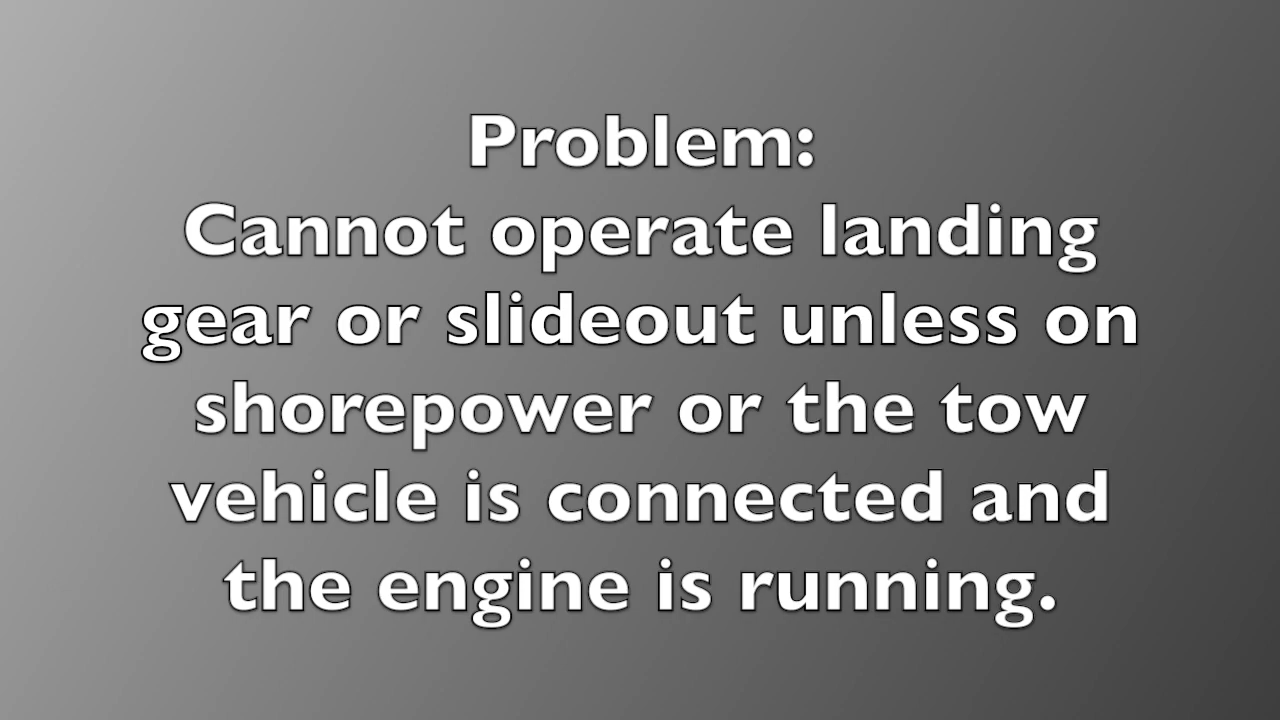 Problem:
Cannot operate landing
gear or slideout unless on
shorepower or the tow
vehicle is connected and
the engine is running.